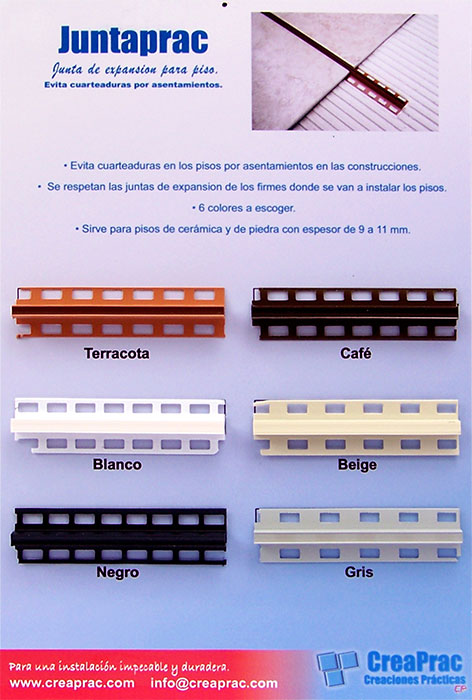 Juntaprac
Junta de expansion para piso.
Evita cuarteaduras por asentamientos.
• Evita cuarteaduras en los pisos por asentamientos en las construcciones.
• Se respetan las juntas de expansion de los firmes donde se van a instalar los pisos.
• 6 colores a escoger.
• Sirve para pisos de cerámica y de piedra con espesor de 9 a 11 mm.
Terracota
Café
Blanco
Beige
Negro
Gris
Para una instalación impecable y duradera.
www.creaprac.com info@creaprac.com
CreaPrac
Creaciones Prácticas
CP